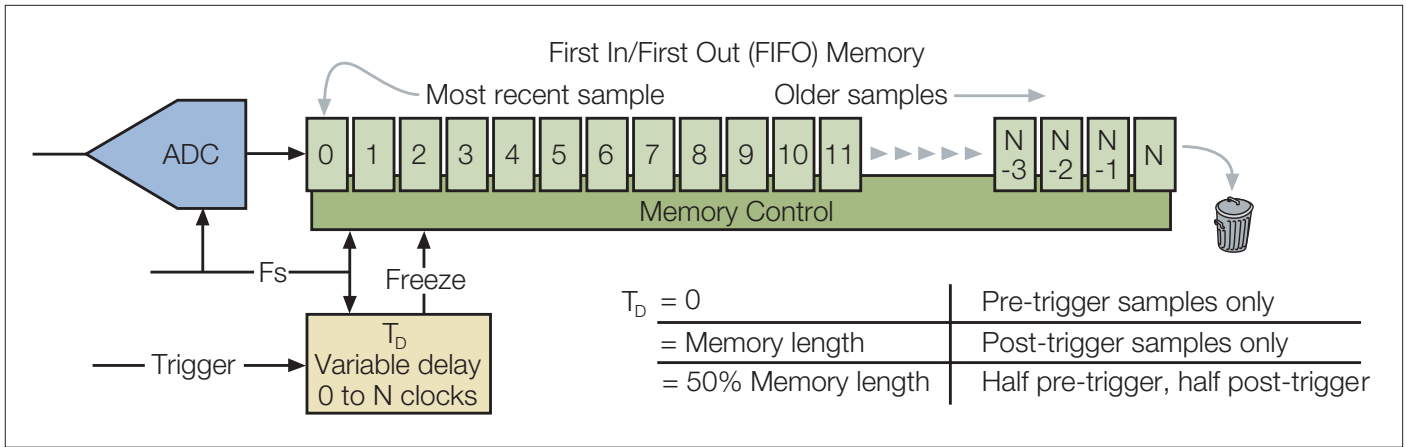 First In/First Out (FIFO) Memory
Most recent sample
Older samples
ADC
0 1 2 3 4 5 6 7 8 9 10 11 N-3 N-2 N-1 N
Memory Control
Fs
Freeze
Trigger
T_D
Variable delay
0 to N clocks
T_D = 0 Pre-trigger samples only
= Memory length Post-trigger samples only
= 50% Memory length Half pre-trigger, half post-trigger